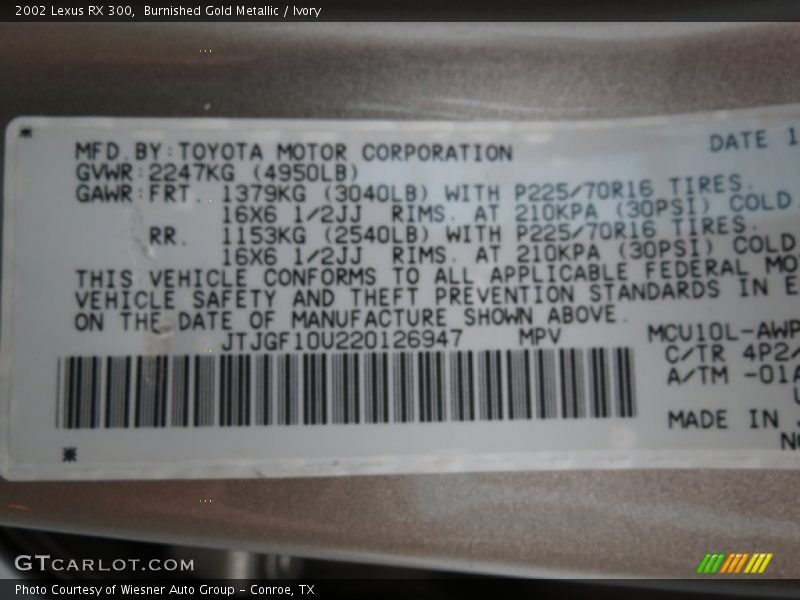 2002 Lexus RX 300,  Burnished Gold Metallic / Ivory
MFD.BY:TOYOTA MOTOR CORPORATION
DATE 1
GVWR:2247KG (4950LB)
GAWR:FRT. 1379KG (3040LB) WITH P225/70R16 TIRES.
16X6 1/2JJ RIMS. AT 210KPA (30PSI) COLD.
RR. 1153KG (2540LB) WITH P225/70R16 TIRES.
16X6 1/2JJ RIMS. AT 210KPA (30PSI) COLD
THIS VEHICLE CONFORMS TO ALL APPLICABLE FEDERAL MO
VEHICLE SAFETY AND THEFT PREVENTION STANDARDS IN E
ON THE DATE OF MANUFACTURE SHOWN ABOVE.
JTJGF10U220126947 MPV MCU10L-AWP
C/TR 4P2/
A/TM -01A
U
MADE IN J
NO
GTCARLOT.COM
Photo Courtesy of Wiesner Auto Group - Conroe, TX